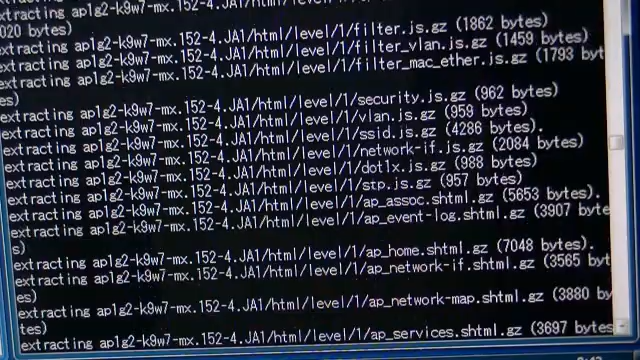 020 bytes)
extracting ap1g2-k9w7-mx.152-4.JA1/html/level/1/filter.js.gz (1862 bytes)
extracting ap1g2-k9w7-mx.152-4.JA1/html/level/1/filter_vlan.js.gz (1459 bytes)
extracting ap1g2-k9w7-mx.152-4.JA1/html/level/1/filter_mac_ether.js.gz (1793 byt
es)
extracting ap1g2-k9w7-mx.152-4.JA1/html/level/1/security.js.gz (962 bytes)
extracting ap1g2-k9w7-mx.152-4.JA1/html/level/1/vlan.js.gz (959 bytes)
extracting ap1g2-k9w7-mx.152-4.JA1/html/level/1/ssid.js.gz (4286 bytes).
extracting ap1g2-k9w7-mx.152-4.JA1/html/level/1/network-if.js.gz (2084 bytes)
extracting ap1g2-k9w7-mx.152-4.JA1/html/level/1/dot1x.js.gz (988 bytes)
extracting ap1g2-k9w7-mx.152-4.JA1/html/level/1/stp.js.gz (957 bytes)
extracting ap1g2-k9w7-mx.152-4.JA1/html/level/1/ap_assoc.shtml.gz (5653 bytes).
extracting ap1g2-k9w7-mx.152-4.JA1/html/level/1/ap_event-log.shtml.gz (3907 byte
s)
extracting ap1g2-k9w7-mx.152-4.JA1/html/level/1/ap_home.shtml.gz (7048 bytes).
extracting ap1g2-k9w7-mx.152-4.JA1/html/level/1/ap_network-if.shtml.gz (3565 byt
es)
extracting ap1g2-k9w7-mx.152-4.JA1/html/level/1/ap_network-map.shtml.gz (3880 by
tes)
extracting ap1g2-k9w7-mx.152-4.JA1/html/level/1/ap_services.shtml.gz (3697 bytes